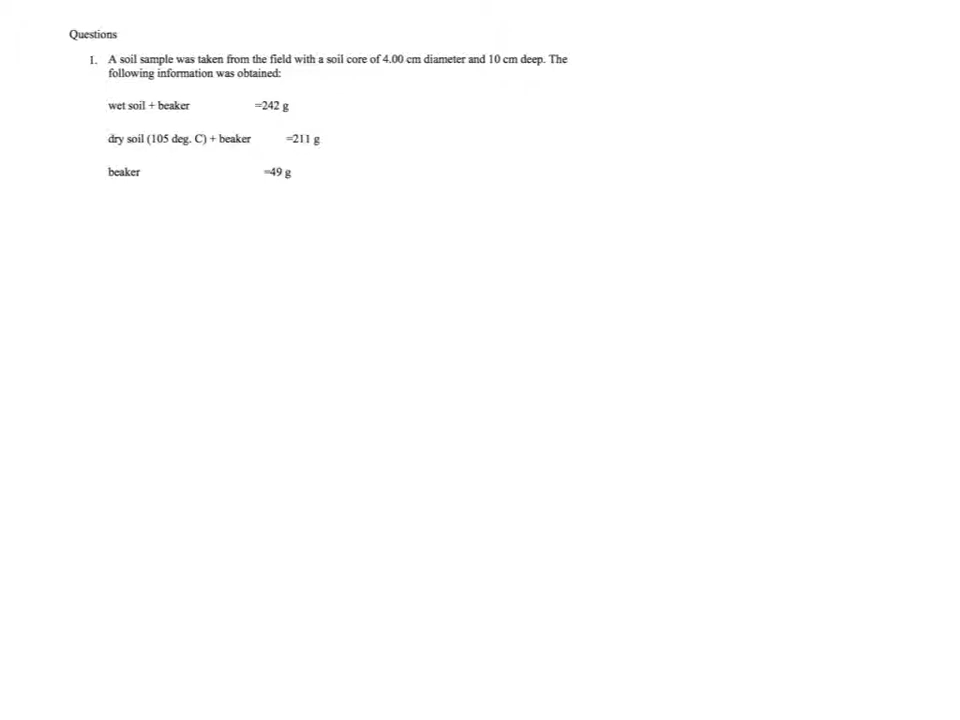 Questions
1. A soil sample was taken from the field with a soil core of 4.00 cm diameter and 10 cm deep. The
following information was obtained:
wet soil + beaker =242 g
dry soil (105 deg. C) + beaker =211 g
beaker =49 g